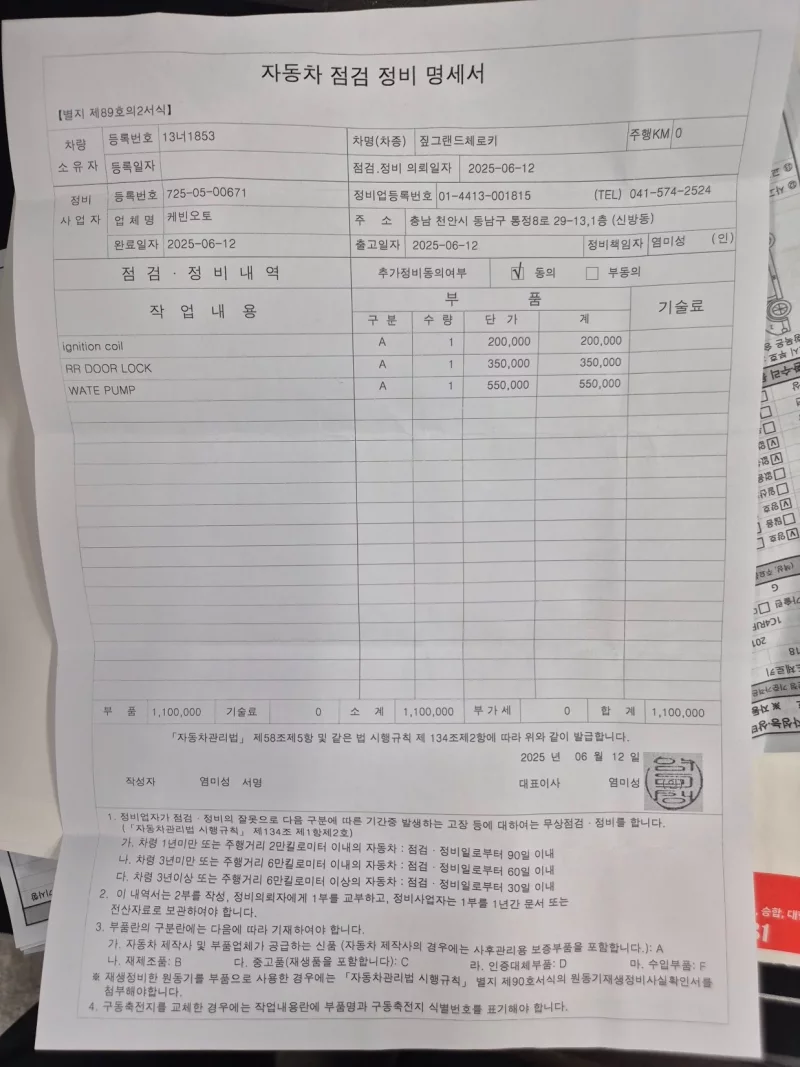 자동차 점검 정비 명세서
【별지 제89호의2서식】
차량 소유자 등록번호 13너1853 차명(차종) 짚그랜드체로키 주행KM 0
등록일자 점검.정비 의뢰일자 2025-06-12
정비 사업자 등록번호 725-05-00671 정비업등록번호 01-4413-001815 (TEL) 041-574-2524
업체명 케빈오토 주 소 충남 천안시 동남구 통정8로 29-13,1층 (신방동)
완료일자 2025-06-12 출고일자 2025-06-12 정비책임자 염미성 (인)
점검·정비내역 추가정비동의여부 √ 동의 부동의
작업내용 부 품 기술료
구 분 수 량 단 가 계
ignition coil A 1 200,000 200,000
RR DOOR LOCK A 1 350,000 350,000
WATE PUMP A 1 550,000 550,000
부 품 1,100,000 기술료 0 소 계 1,100,000 부가세 0 합 계 1,100,000
「자동차관리법」 제58조제5항 및 같은 법 시행규칙 제 134조제2항에 따라 위와 같이 발급합니다.
2025 년 06 월 12 일
작성자 염미성 서명 대표이사 염미성
1. 정비업자가 점검·정비의 잘못으로 다음 구분에 따른 기간중 발생하는 고장 등에 대하여는 무상점검·정비를 합니다.
(「자동차관리법 시행규칙」 제134조 제1항제2호)
가. 차령 1년미만 또는 주행거리 2만킬로미터 이내의 자동차 : 점검·정비일로부터 90일 이내
나. 차령 3년미만 또는 주행거리 6만킬로미터 이내의 자동차 : 점검·정비일로부터 60일 이내
다. 차령 3년이상 또는 주행거리 6만킬로미터 이상의 자동차 : 점검·정비일로부터 30일 이내
2. 이 내역서는 2부를 작성, 정비의뢰자에게 1부를 교부하고, 정비사업자는 1부를 1년간 문서 또는
전산자료로 보관하여야 합니다.
3. 부품란의 구분란에는 다음에 따라 기재하여야 합니다.
가. 자동차 제작사 및 부품업체가 공급하는 신품 (자동차 제작사의 경우에는 사후관리용 보증부품을 포함합니다.): A
나. 재제조품: B 다. 중고품(재생품을 포함합니다): C 라. 인증대체부품: D 마. 수입부품: F
※ 재생정비한 원동기를 부품으로 사용한 경우에는 「자동차관리법 시행규칙」 별지 제90호서식의 원동기재생정비사실확인서를
첨부해야합니다.
4. 구동축전지를 교체한 경우에는 작업내용란에 부품명과 구동축전지 식별번호를 표기해야 합니다.